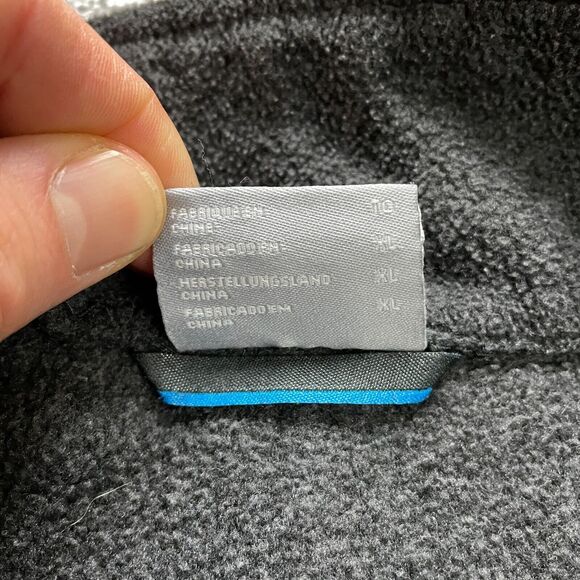 FABRIQUE EN TG
CHINE
FABRICADO EN XL
CHINA
HERSTELLUNGSLAND XL
CHINA
FABRICADO EM XL
CHINA